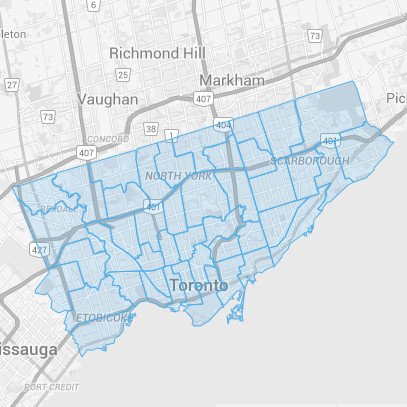 6
73
leton
Richmond Hill
27
25
Markham
Vaughan
407
Pic
73
404
38
1
CONCORD
407
401
SCARBOROUGH
NORTH YORK
REXDALE
401
427
Toronto
ETOBICOKE
issauga
PORT CREDIT